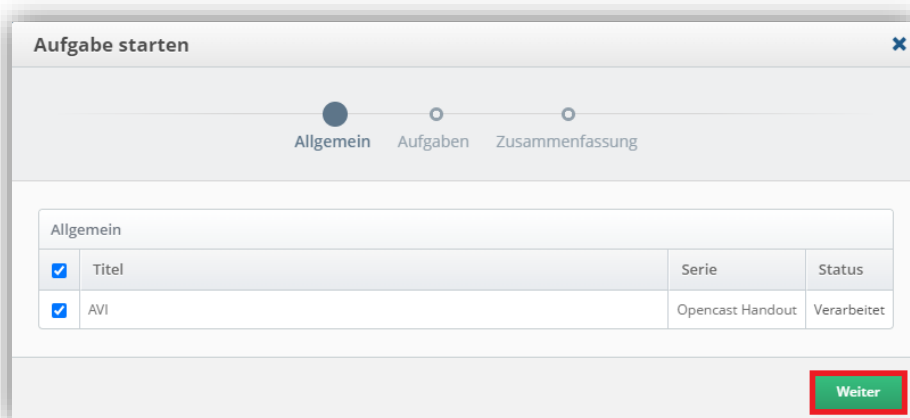 Aufgabe starten
Allgemein Aufgaben Zusammenfassung
Allgemein
Titel Serie Status
AVI Opencast Handout Verarbeitet
Weiter